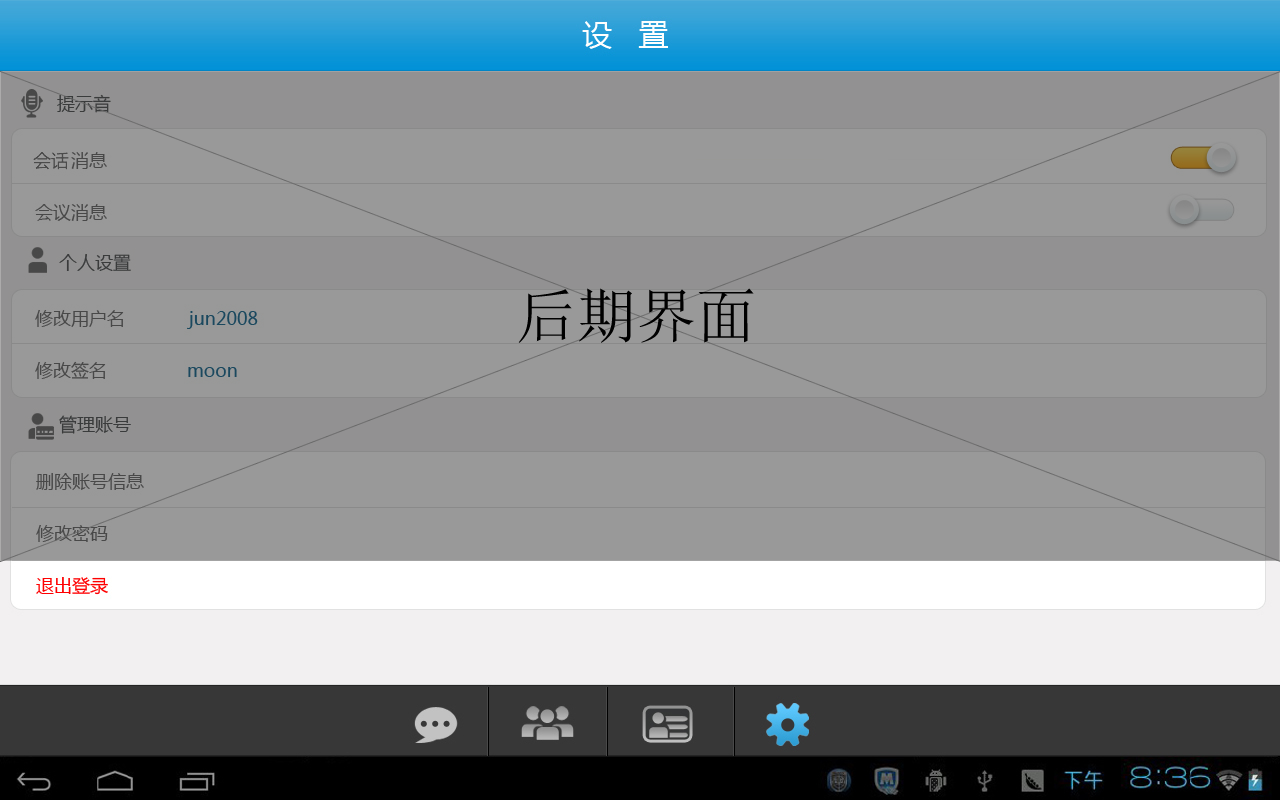 设 置
提示音
会话消息
会议消息
个人设置
后期界面
修改用户名 jun2008
修改签名 moon
管理账号
删除账号信息
修改密码
退出登录
下午 8:36